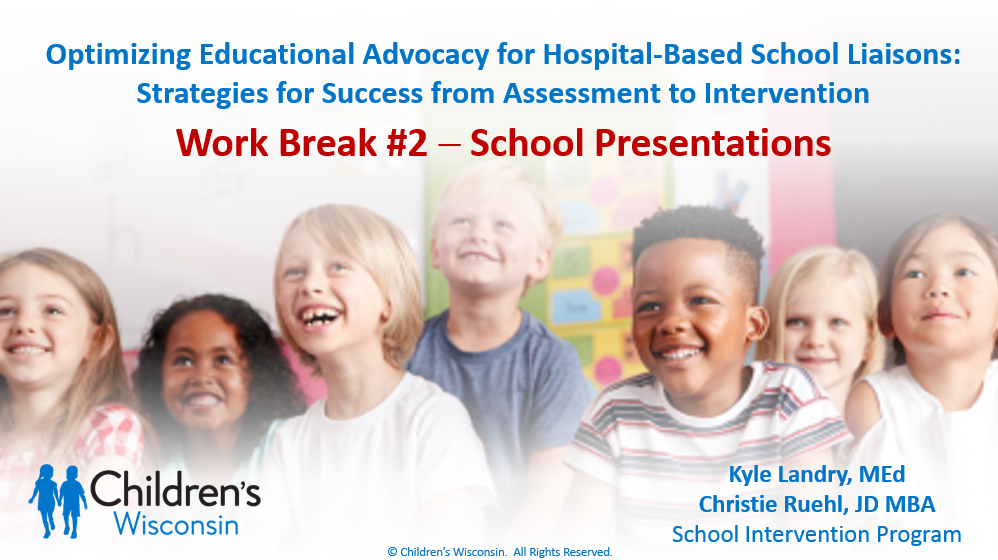 Optimizing Educational Advocacy for Hospital-Based School Liaisons:
Strategies for Success from Assessment to Intervention
Work Break #2 – School Presentations
Children's
Wisconsin
Kyle Landry, MEd
Christie Ruehl, JD MBA
School Intervention Program
© Children's Wisconsin. All Rights Reserved.